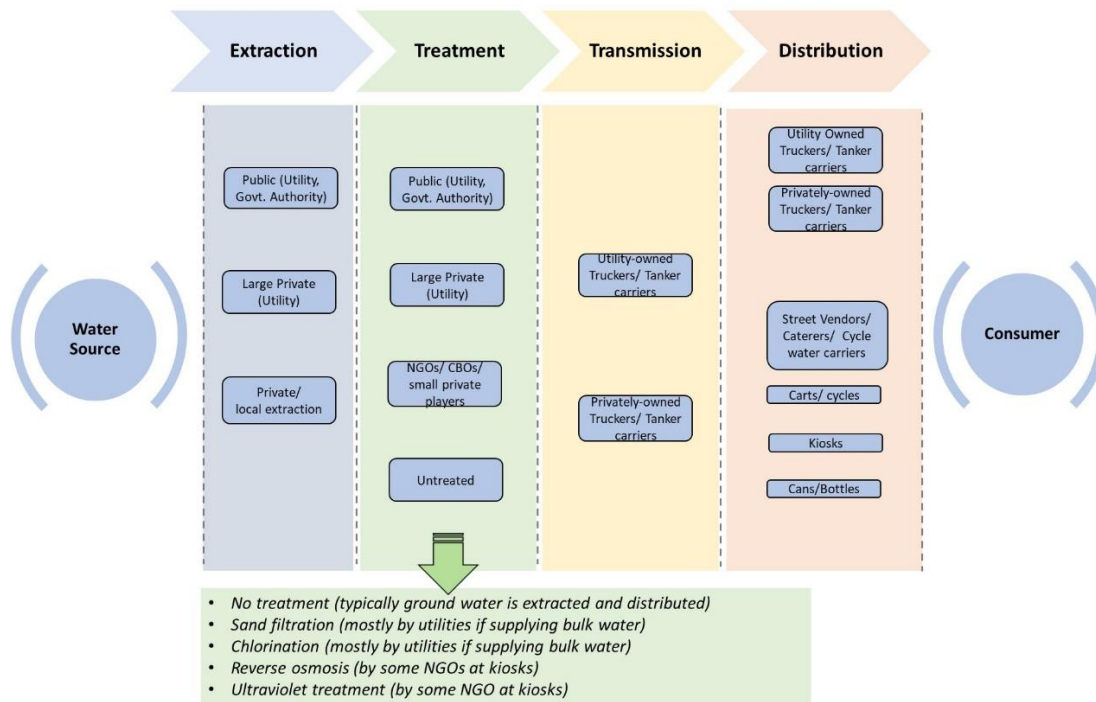 Extraction
Treatment
Transmission
Distribution
Water
Source
Public (Utility,
Govt. Authority)
Large Private
(Utility)
Private/
local extraction
Public (Utility,
Govt. Authority)
Large Private
(Utility)
NGOs/ CBOs/
small private
players
Untreated
Utility-owned
Truckers/ Tanker
carriers
Privately-owned
Truckers/ Tanker
carriers
Utility Owned
Truckers/ Tanker
carriers
Privately-owned
Truckers/ Tanker
carriers
Street Vendors/
Caterers/ Cycle
water carriers
Carts/ cycles
Kiosks
Cans/Bottles
Consumer
• No treatment (typically ground water is extracted and distributed)
• Sand filtration (mostly by utilities if supplying bulk water)
• Chlorination (mostly by utilities if supplying bulk water)
• Reverse osmosis (by some NGOs at kiosks)
• Ultraviolet treatment (by some NGO at kiosks)